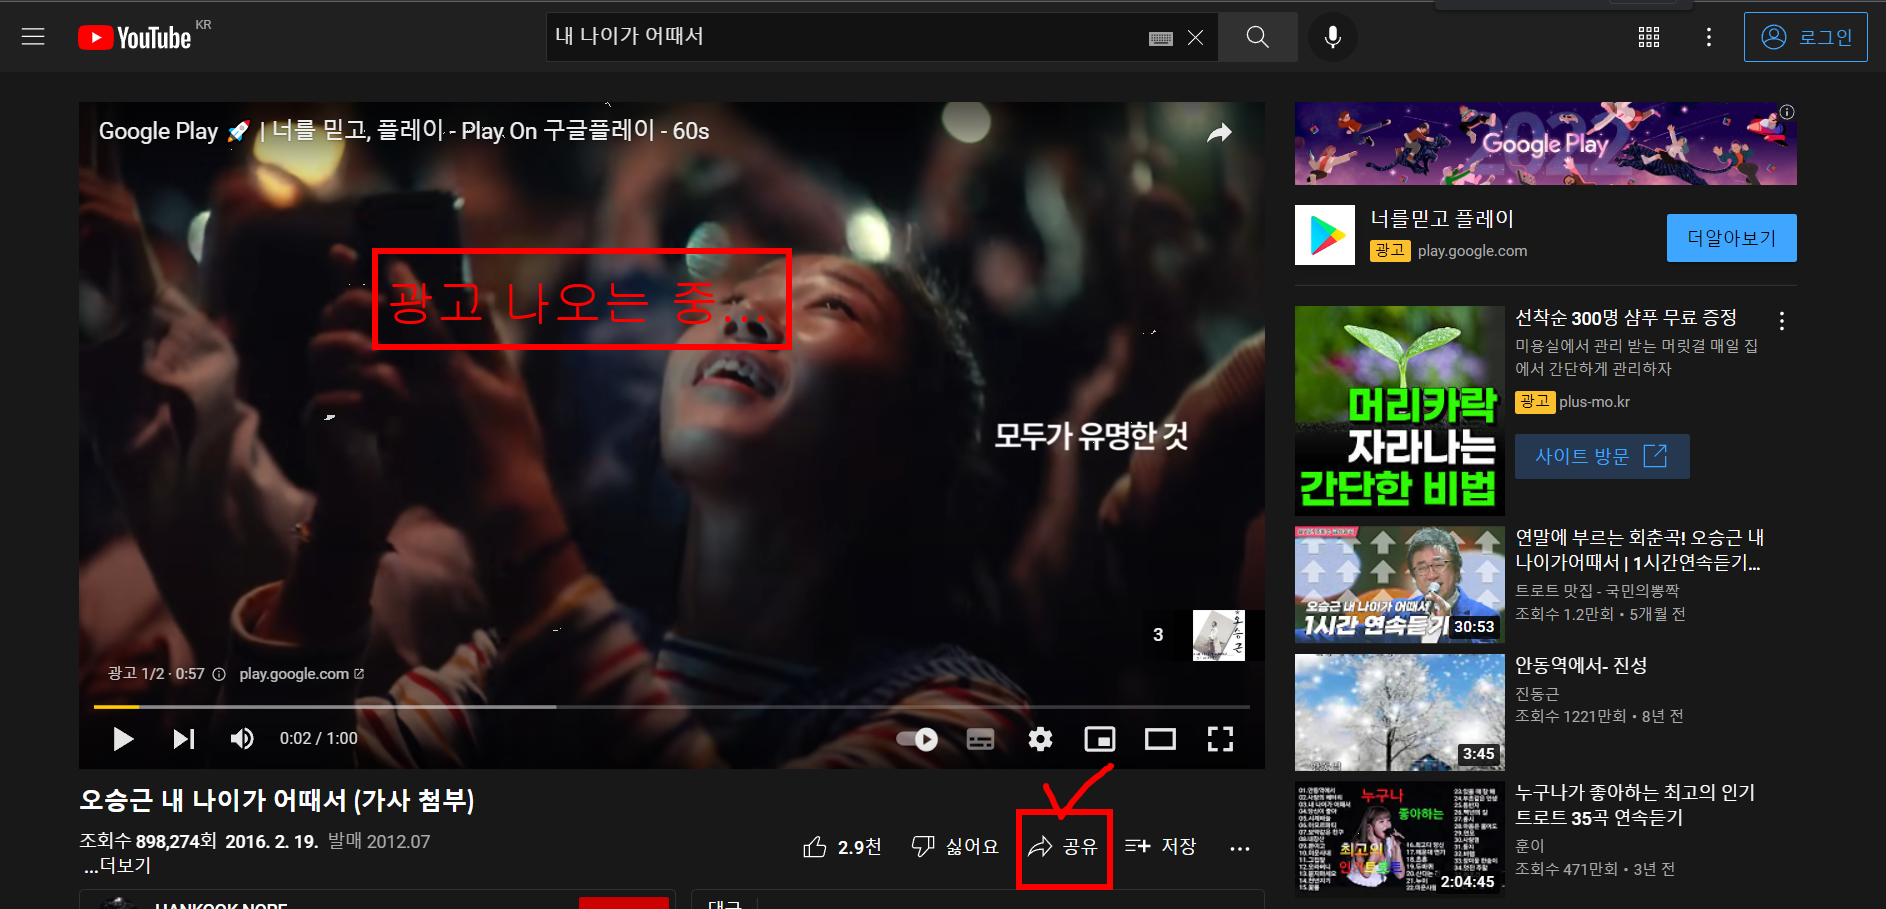 YouTube KR
내 나이가 어때서
로그인
Google Play 🚀 | 너를 믿고, 플레이 - Play On 구글플레이 - 60s
광고 나오는 중...
모두가 유명한 것
3
오승근
광고 1/2 · 0:57 play.google.com
0:02 / 1:00
오승근 내 나이가 어때서 (가사 첨부)
조회수 898,274회 2016. 2. 19. 발매 2012.07
...더보기
2.9천 싫어요 공유 저장
HANKOOK NORE
댓글
2022
Google Play
너를믿고 플레이
광고 play.google.com
더알아보기
머리카락
자라나는
간단한 비법
선착순 300명 샴푸 무료 증정
미용실에서 관리 받는 머릿결 매일 집
에서 간단하게 관리하자
광고 plus-mo.kr
사이트 방문
오승근 내 나이가 어때서
1시간 연속듣기
30:53
연말에 부르는 회춘곡! 오승근 내
나이가어때서 | 1시간연속듣기...
트로트 맛집 - 국민의뽕짝
조회수 1.2만회 • 5개월 전
3:45
안동역에서- 진성
진동근
조회수 1221만회 • 8년 전
누구나
좋아하는
최고의
인기트로트
2:04:45
누구나가 좋아하는 최고의 인기
트로트 35곡 연속듣기
훈이
조회수 471만회 • 3년 전